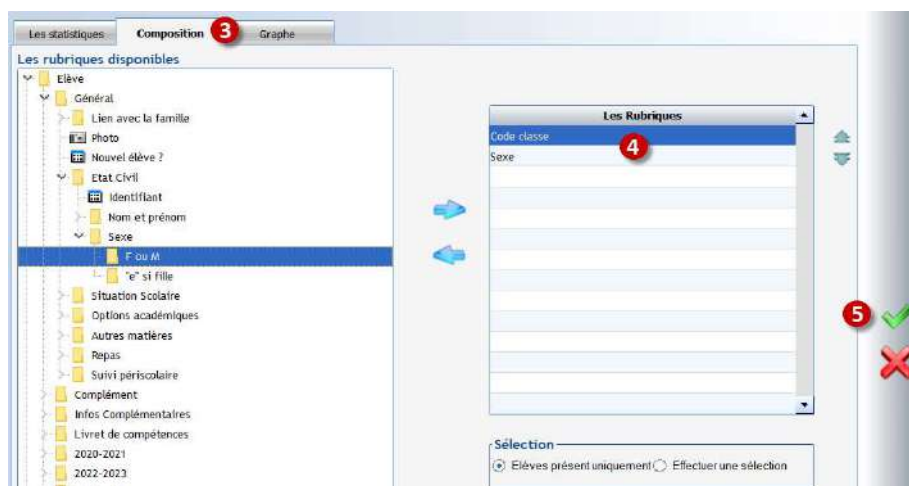 Les statistiques Composition 3 Graphe
Les rubriques disponibles
Elève
Général
Lien avec la famille
Photo
Nouvel élève ?
Etat Civil
Identifiant
Nom et prénom
Sexe
F ou M
"e" si fille
Situation Scolaire
Options académiques
Autres matières
Repas
Suivi périscolaire
Complément
Infos Complémentaires
Livret de compétences
2020-2021
2022-2023
Les Rubriques
Code classe
4
Sexe
5
Sélection
Elèves présent uniquement Effectuer une sélection